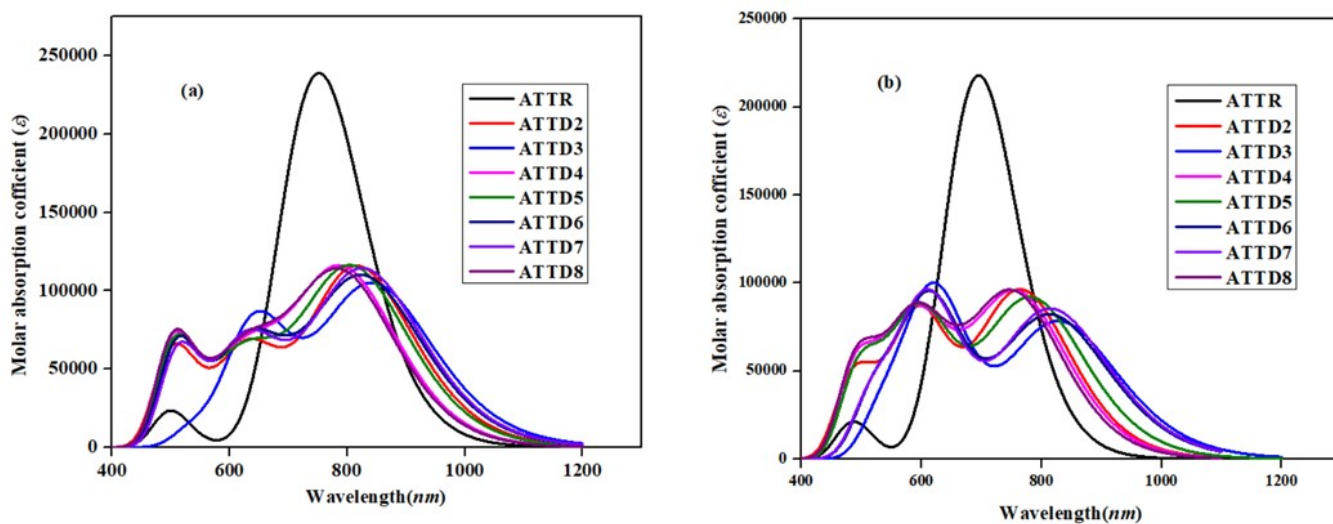 (a)
250000
200000
150000
100000
50000
0
Molar absorption cofficient (ε)
400 600 800 1000 1200
Wavelength(nm)
ATTR
ATTD2
ATTD3
ATTD4
ATTD5
ATTD6
ATTD7
ATTD8
(b)
250000
200000
150000
100000
50000
0
Molar absorption cofficient (ε)
400 600 800 1000 1200
Wavelength(nm)
ATTR
ATTD2
ATTD3
ATTD4
ATTD5
ATTD6
ATTD7
ATTD8